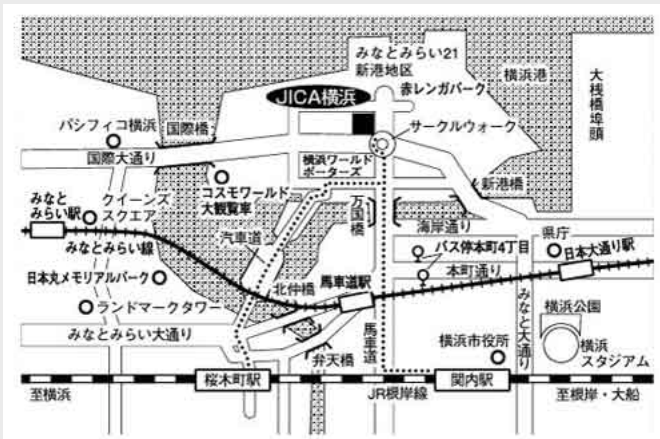 みなとみらい21
新港地区
横浜港
大桟橋埠頭
JICA横浜
赤レンガパーク
パシフィコ横浜
国際橋
サークルウォーク
国際大通り
横浜ワールド
ポーターズ
みなと
みらい駅
クイーンズ
スクエア
コスモワールド
大観覧車
新港橋
万国橋
海岸通り
汽車道
県庁
みなとみらい線
バス停本町4丁目
日本大通り駅
本町通り
日本丸メモリアルパーク
北仲橋
馬車道駅
ランドマークタワー
みなと大通り
横浜公園
みなとみらい大通り
馬車道
横浜市役所
横浜
スタジアム
弁天橋
桜木町駅
関内駅
至横浜
JR根岸線
至根岸・大船